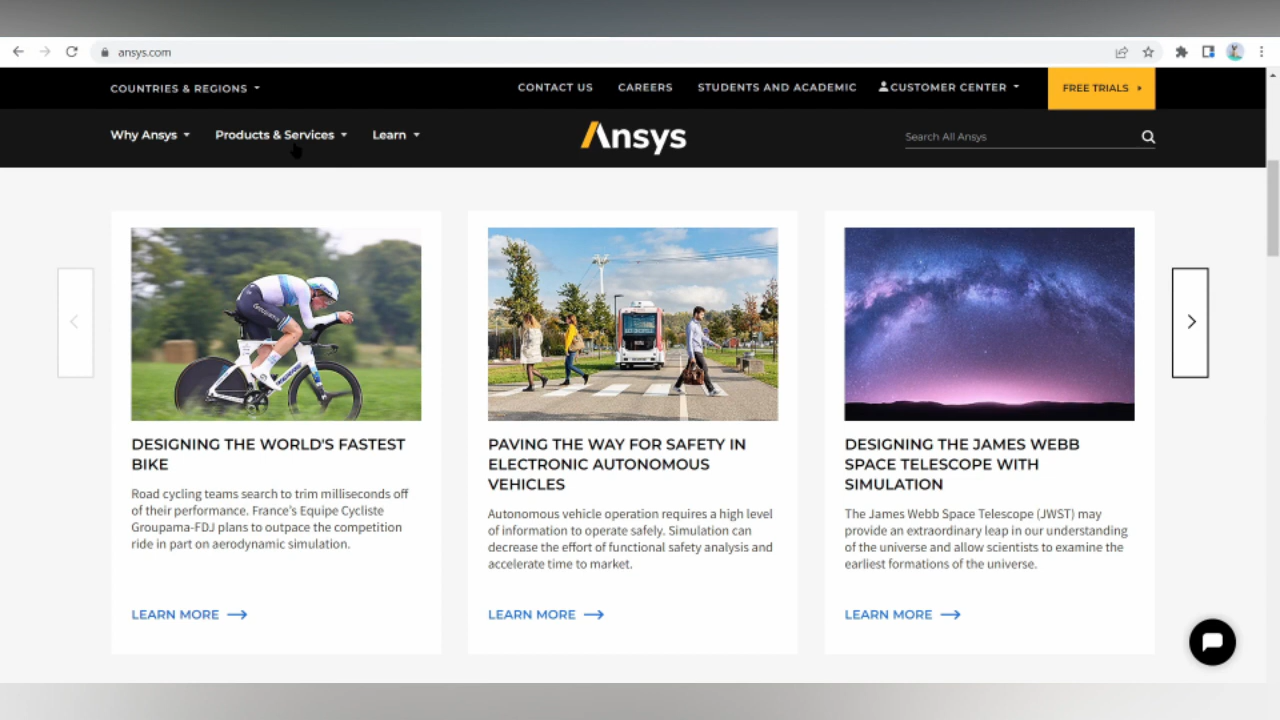 ansys.com
COUNTRIES & REGIONS
CONTACT US
CAREERS
STUDENTS AND ACADEMIC
CUSTOMER CENTER
FREE TRIALS
Why Ansys
Products & Services
Learn
Ansys
Search All Ansys
DESIGNING THE WORLD'S FASTEST
BIKE
Road cycling teams search to trim milliseconds off
of their performance. France's Equipe Cycliste
Groupama-FDJ plans to outpace the competition
ride in part on aerodynamic simulation.
LEARN MORE
PAVING THE WAY FOR SAFETY IN
ELECTRONIC AUTONOMOUS
VEHICLES
Autonomous vehicle operation requires a high level
of information to operate safely. Simulation can
decrease the effort of functional safety analysis and
accelerate time to market.
LEARN MORE
DESIGNING THE JAMES WEBB
SPACE TELESCOPE WITH
SIMULATION
The James Webb Space Telescope (JWST) may
provide an extraordinary leap in our understanding
of the universe and allow scientists to examine the
earliest formations of the universe.
LEARN MORE